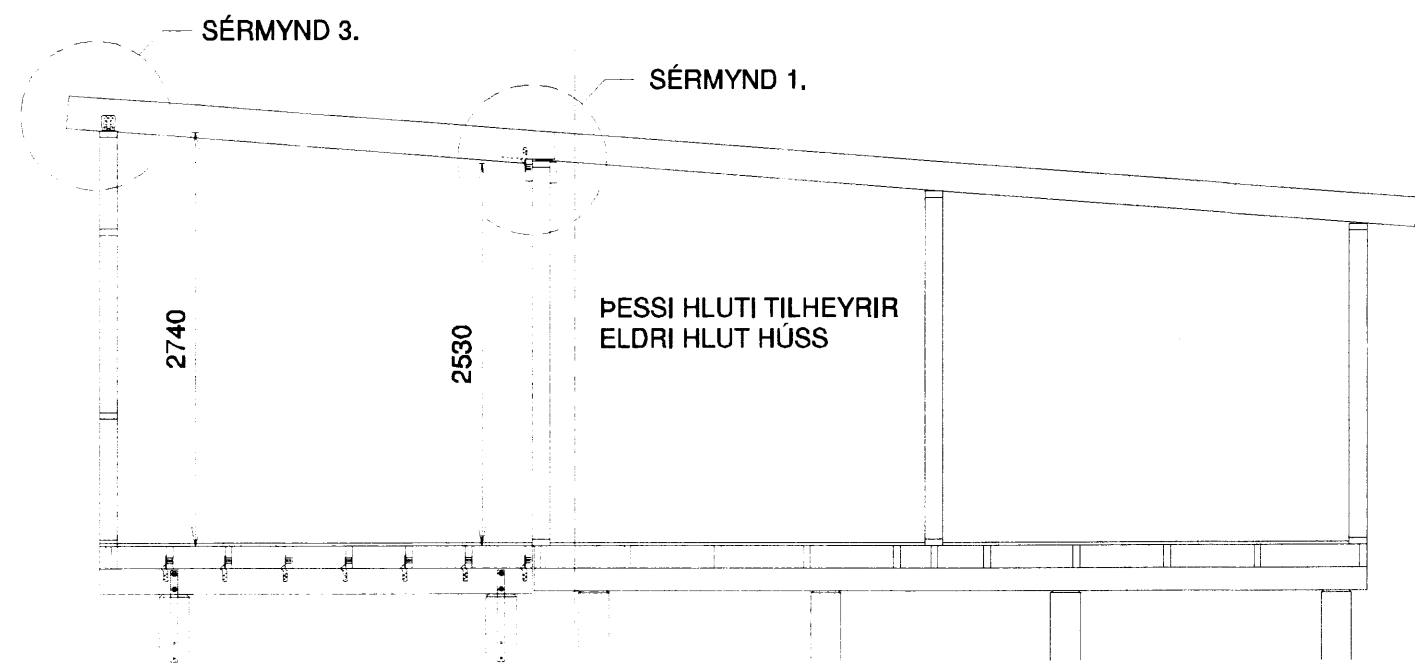 SÉRMYND 3.
SÉRMYND 1.
ÞESSI HLUTI TILHEYRIR
ELDRI HLUT HÚSS
2740
2530